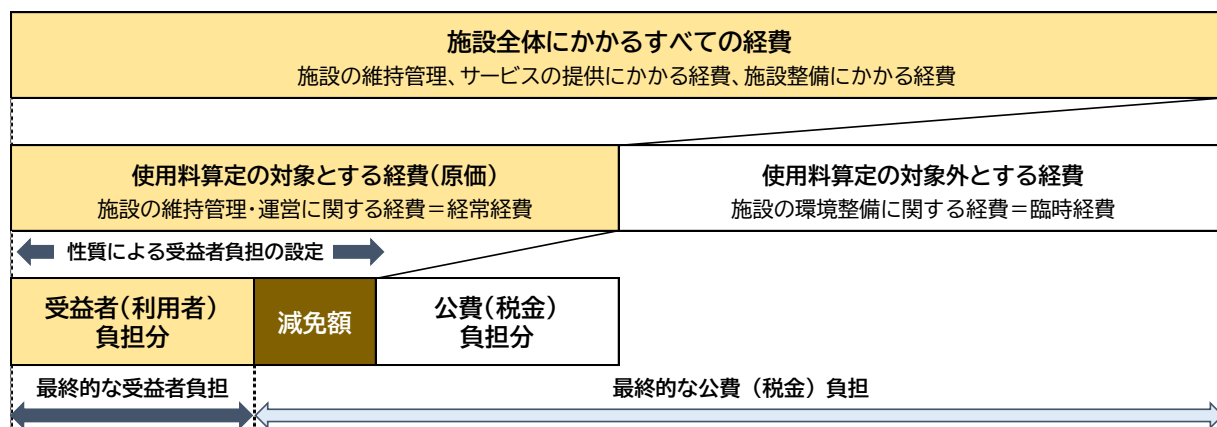 施設全体にかかるすべての経費
施設の維持管理、サービスの提供にかかる経費、施設整備にかかる経費
使用料算定の対象とする経費(原価)
施設の維持管理・運営に関する経費＝経常経費
使用料算定の対象外とする経費
施設の環境整備に関する経費＝臨時経費
性質による受益者負担の設定
受益者(利用者)
負担分
減免額
公費(税金)
負担分
最終的な受益者負担
最終的な公費（税金）負担